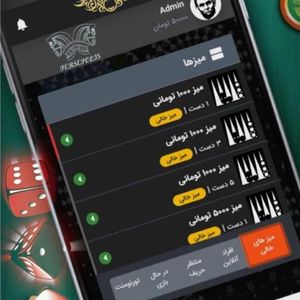 Admin
۵۰۰۰۰ تومان
PERSEPOLIS
میزها
میز ۱۰۰۰ تومانی
۱ دست | میز خالی
میز ۱۰۰۰ تومانی
۳ دست | میز خالی
میز ۱۰۰۰ تومانی
۵ دست | میز خالی
میز ۵۰۰۰ تومانی
۱ دست | میز خالی
میز های خالی
افراد آنلاین
منتظر حریف
در حال بازی
تورنومنت